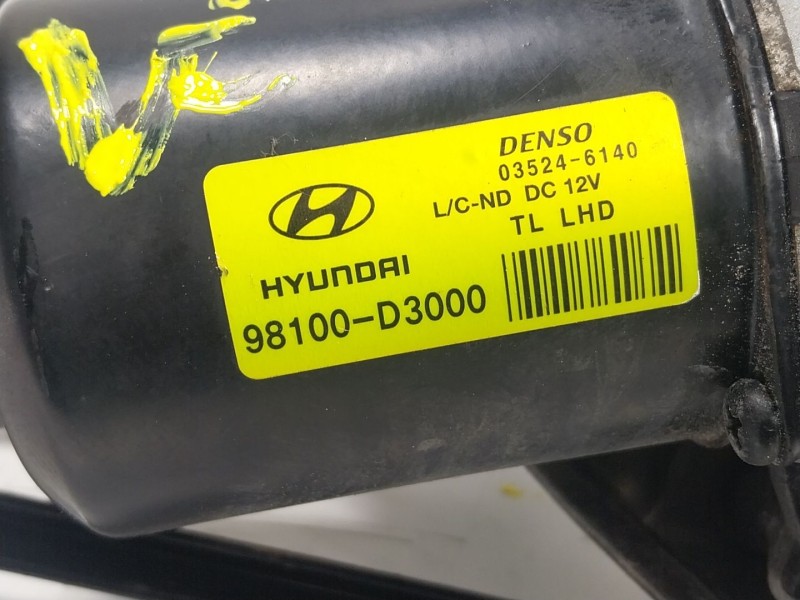 DENSO
03524-6140
L/C-ND DC 12V
TL LHD
HYUNDAI
98100-D3000